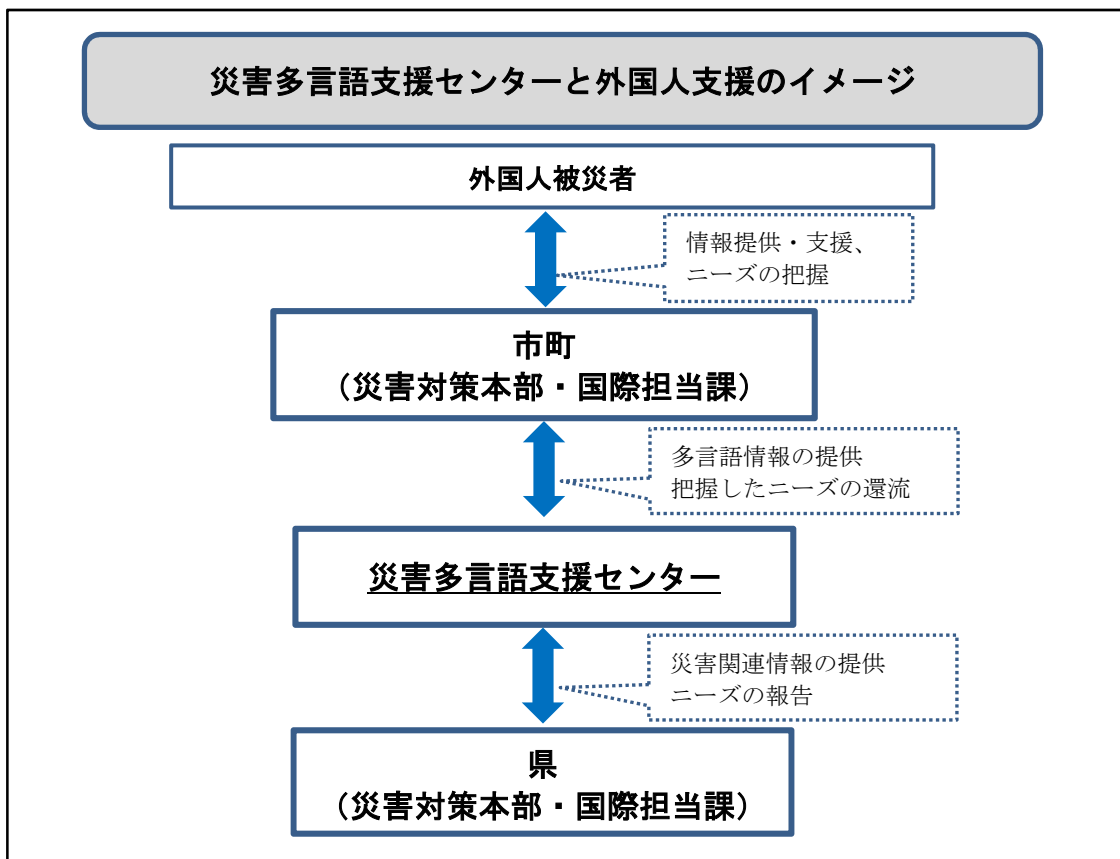 災害多言語支援センターと外国人支援のイメージ
外国人被災者
情報提供・支援、
ニーズの把握
市町
（災害対策本部・国際担当課）
多言語情報の提供
把握したニーズの還流
災害多言語支援センター
災害関連情報の提供
ニーズの報告
県
（災害対策本部・国際担当課）